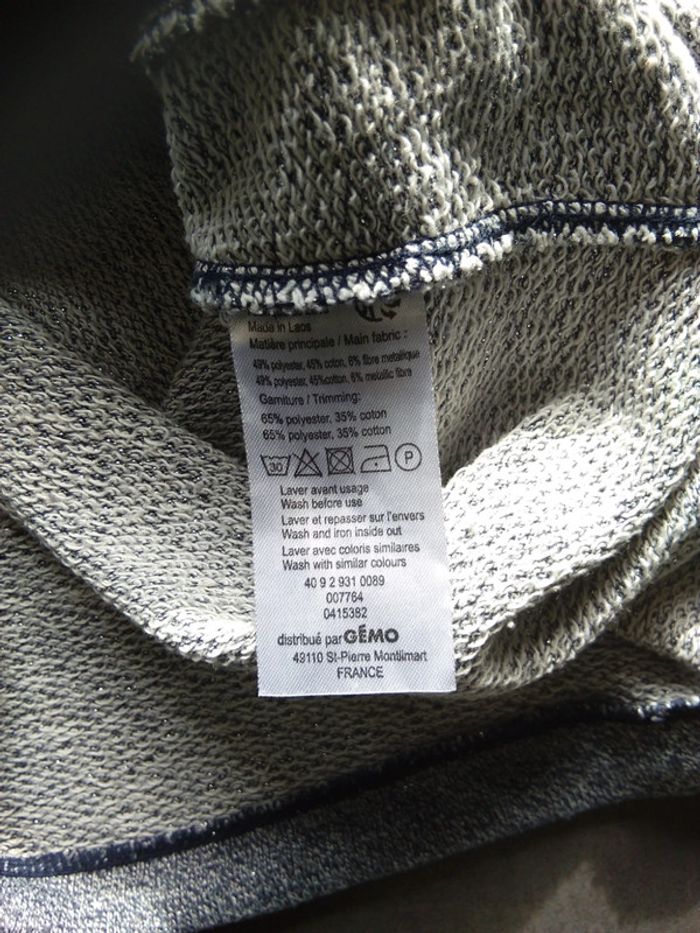 Made in Laos
Matière principale / Main fabric :
49% polyester, 45% coton, 6% fibre metallique
49% polyester, 45%cotton, 6% metallic fibre
Garniture / Trimming:
65% polyester, 35% coton
65% polyester, 35% cotton
30 P
Laver avant usage
Wash before use
Laver et repasser sur l'envers
Wash and iron inside out
Laver avec coloris similaires
Wash with similar colours
40 9 2 931 0089
007764
0415382
distribué par GÉMO
49110 St-Pierre Montlimart
FRANCE